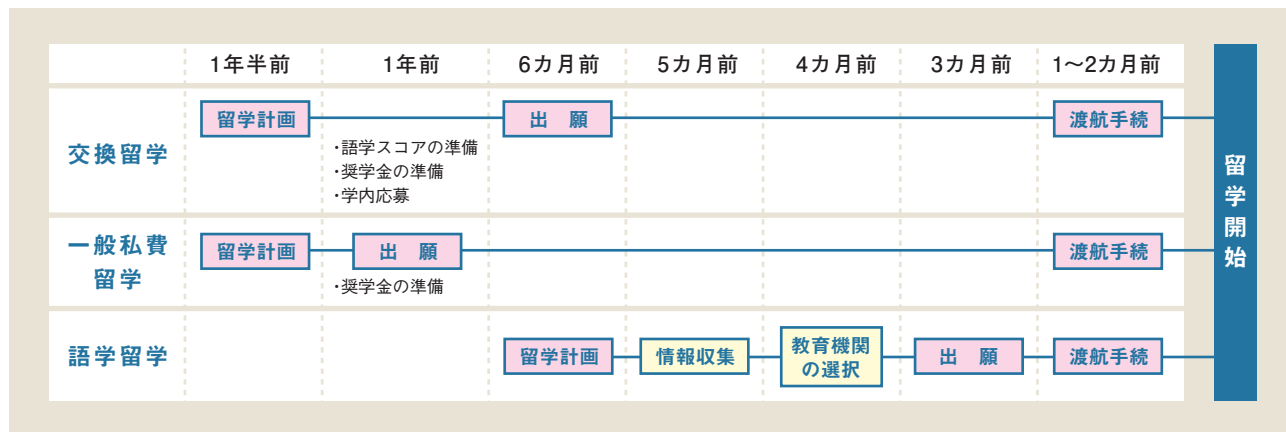 1年半前 1年前 6カ月前 5カ月前 4カ月前 3カ月前 1〜2カ月前
交換留学
留学計画 出　願 渡航手続
・語学スコアの準備
・奨学金の準備
・学内応募
一般私費
留学
留学計画 出　願 渡航手続
・奨学金の準備
語学留学
留学計画 情報収集 教育機関
の選択
出　願 渡航手続
留学開始